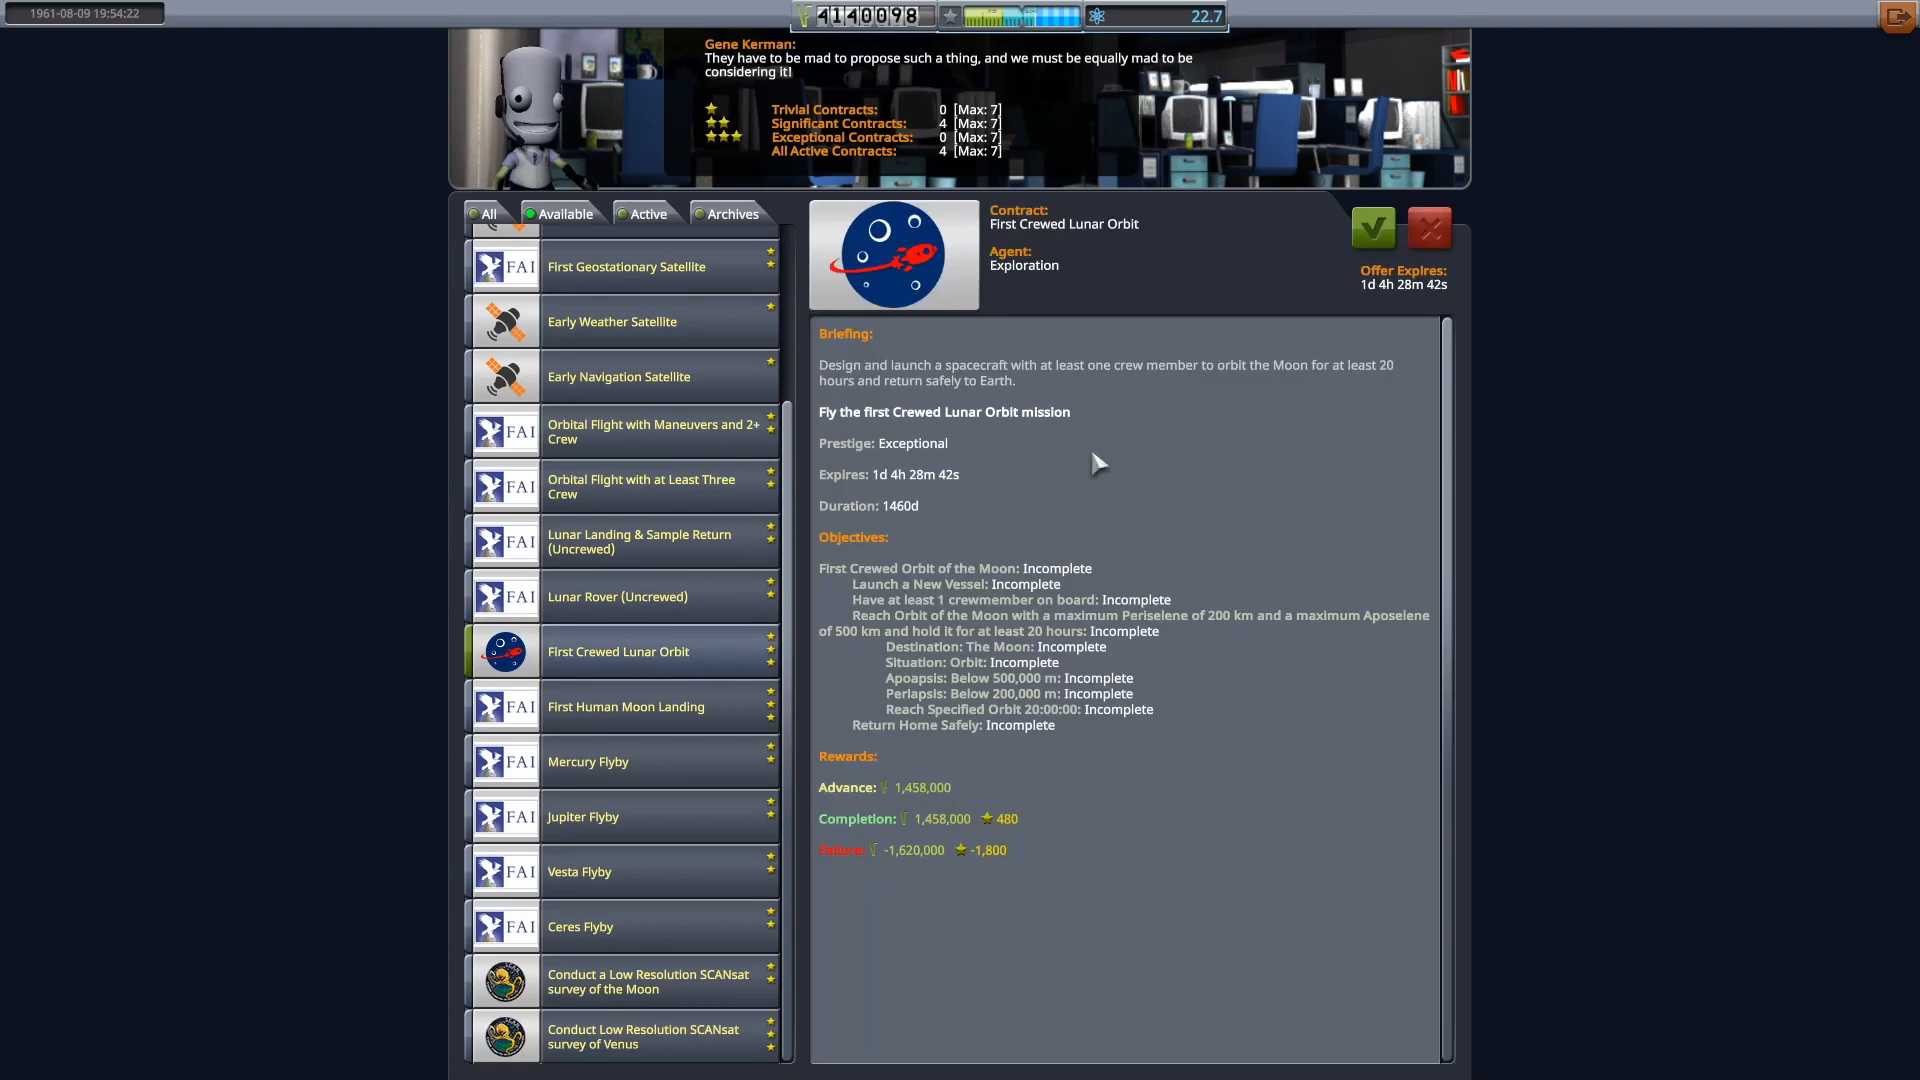 1961-08-09 19:54:22
4140098
22.7
Gene Kerman:
They have to be mad to propose such a thing, and we must be equally mad to be
considering it!
Trivial Contracts: 0 [Max: 7]
Significant Contracts: 4 [Max: 7]
Exceptional Contracts: 0 [Max: 7]
All Active Contracts: 4 [Max: 7]
All
Available
Active
Archives
FAI First Geostationary Satellite
Early Weather Satellite
Early Navigation Satellite
FAI Orbital Flight with Maneuvers and 2+
Crew
FAI Orbital Flight with at Least Three
Crew
FAI Lunar Landing & Sample Return
(Uncrewed)
FAI Lunar Rover (Uncrewed)
First Crewed Lunar Orbit
FAI First Human Moon Landing
FAI Mercury Flyby
FAI Jupiter Flyby
FAI Vesta Flyby
FAI Ceres Flyby
Conduct a Low Resolution SCANsat
survey of the Moon
Conduct Low Resolution SCANsat
survey of Venus
Contract:
First Crewed Lunar Orbit
Agent:
Exploration
Offer Expires:
1d 4h 28m 42s
Briefing:
Design and launch a spacecraft with at least one crew member to orbit the Moon for at least 20
hours and return safely to Earth.
Fly the first Crewed Lunar Orbit mission
Prestige: Exceptional
Expires: 1d 4h 28m 42s
Duration: 1460d
Objectives:
First Crewed Orbit of the Moon: Incomplete
Launch a New Vessel: Incomplete
Have at least 1 crewmember on board: Incomplete
Reach Orbit of the Moon with a maximum Periselene of 200 km and a maximum Aposelene
of 500 km and hold it for at least 20 hours: Incomplete
Destination: The Moon: Incomplete
Situation: Orbit: Incomplete
Apoapsis: Below 500,000 m: Incomplete
Periapsis: Below 200,000 m: Incomplete
Reach Specified Orbit 20:00:00: Incomplete
Return Home Safely: Incomplete
Rewards:
Advance: 1,458,000
Completion: 1,458,000 480
Failure: -1,620,000 -1,800